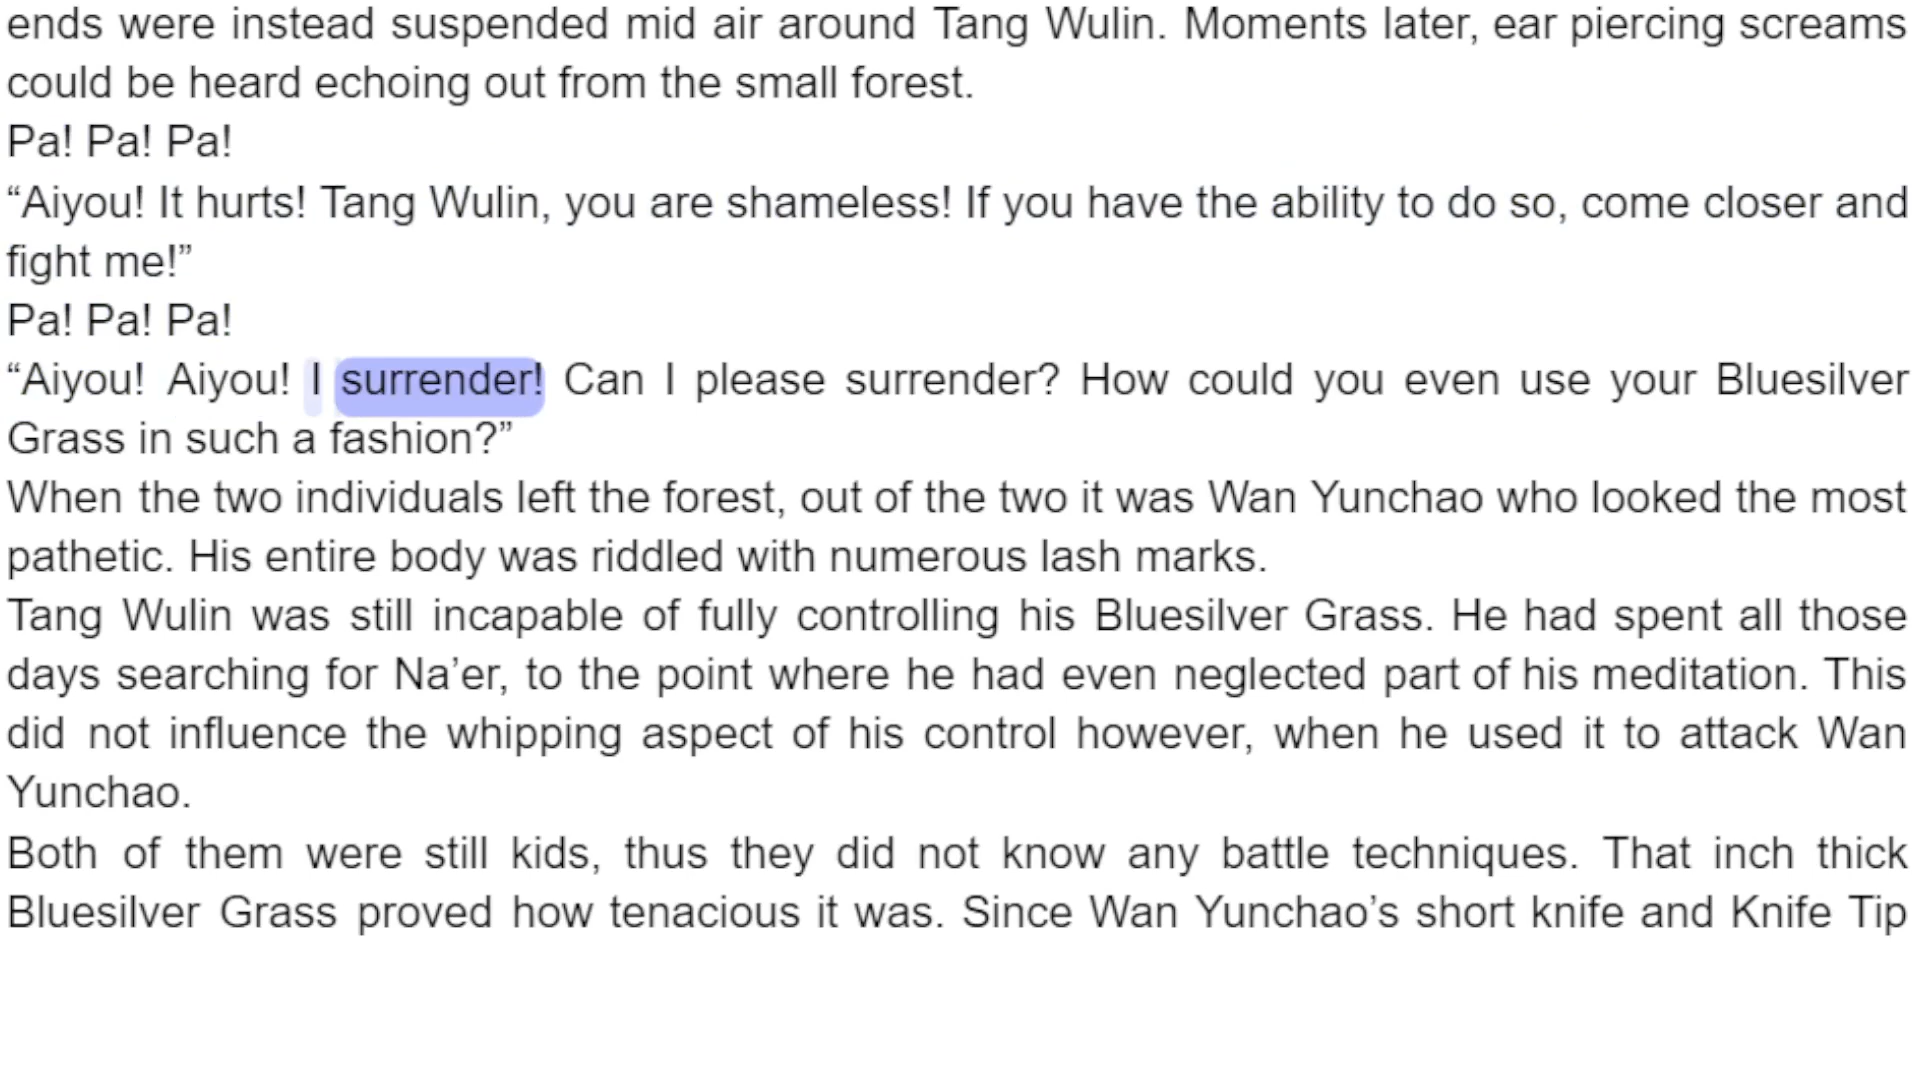 ends were instead suspended mid air around Tang Wulin. Moments later, ear piercing screams
could be heard echoing out from the small forest.
Pa! Pa! Pa!
“Aiyou! It hurts! Tang Wulin, you are shameless! If you have the ability to do so, come closer and
fight me!”
Pa! Pa! Pa!
“Aiyou! Aiyou! I surrender! Can I please surrender? How could you even use your Bluesilver
Grass in such a fashion?”
When the two individuals left the forest, out of the two it was Wan Yunchao who looked the most
pathetic. His entire body was riddled with numerous lash marks.
Tang Wulin was still incapable of fully controlling his Bluesilver Grass. He had spent all those
days searching for Na’er, to the point where he had even neglected part of his meditation. This
did not influence the whipping aspect of his control however, when he used it to attack Wan
Yunchao.
Both of them were still kids, thus they did not know any battle techniques. That inch thick
Bluesilver Grass proved how tenacious it was. Since Wan Yunchao’s short knife and Knife Tip